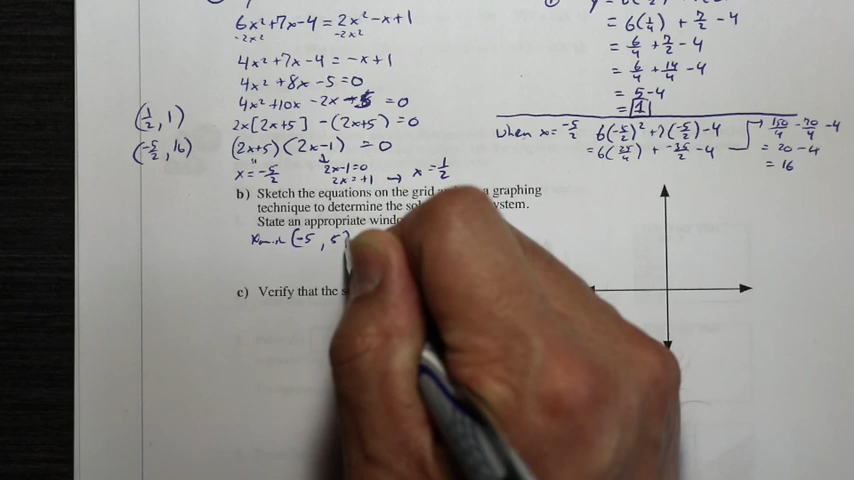 6x²+7x-4 = 2x²-x+1
-2x² -2x²
4x²+7x-4 = -x+1
4x²+8x-5=0
4x²+10x -2x -5 = 0
2x[2x+5] -(2x+5) = 0
(2x+5)(2x-1) = 0
x = -5/2 2x-1=0
2x = +1 → x = 1/2
(1/2, 1)
(-5/2, 16)
= 6(1/4) + 7/2 - 4
= 6/4 + 7/2 - 4
= 6/4 + 14/4 - 4
= 5-4
= 1
when x = -5/2 6(-5/2)² + 7(-5/2) - 4
= 6(25/4) + -35/2 - 4
150/4 - 70/4 - 4
= 20 - 4
= 16
b) Sketch the equations on the grid a graphing
technique to determine the system.
State an appropriate
(-5, 5)
c) Verify that the